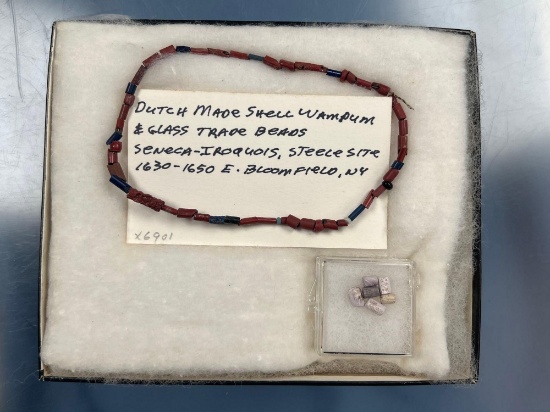 DUTCH MADE SHELL WAMPUM
& GLASS TRADE BEADS
SENECA-IROQUOIS, STEELE SITE
1630-1650 E. BLOOMFIELD, NY
X6901